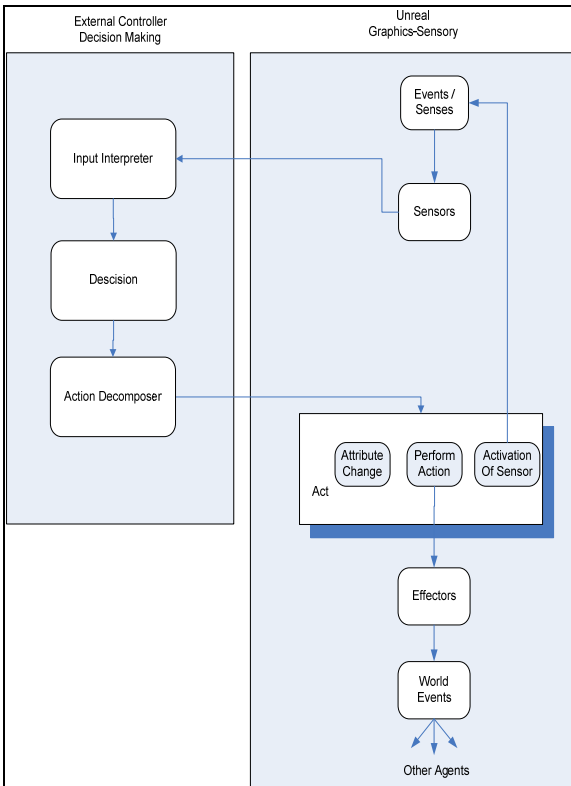 External Controller
Decision Making
Unreal
Graphics-Sensory
Events /
Senses
Input Interpreter
Sensors
Descision
Action Decomposer
Attribute
Change
Perform
Action
Activation
Of Sensor
Act
Effectors
World
Events
Other Agents